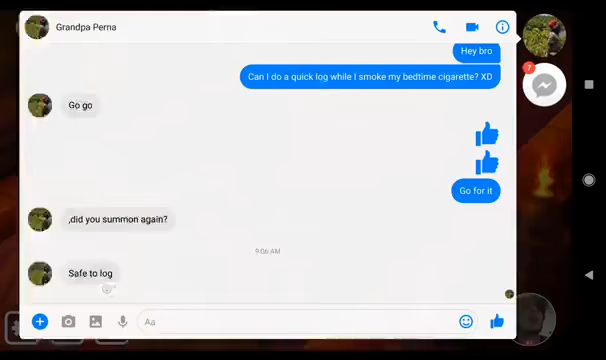 Grandpa Perna
Hey bro
7
Can I do a quick log while I smoke my bedtime cigarette? XD
Go go
Go for it
,did you summon again?
9:06 AM
Safe to log
Aa